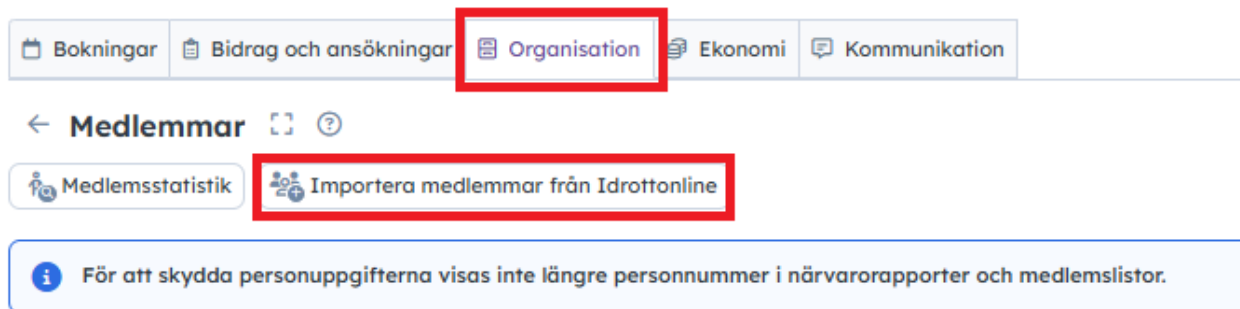 Bokningar Bidrag och ansökningar Organisation Ekonomi Kommunikation
Medlemmar
Medlemsstatistik Importera medlemmar från Idrottonline
För att skydda personuppgifterna visas inte längre personnummer i närvarorapporter och medlemslistor.